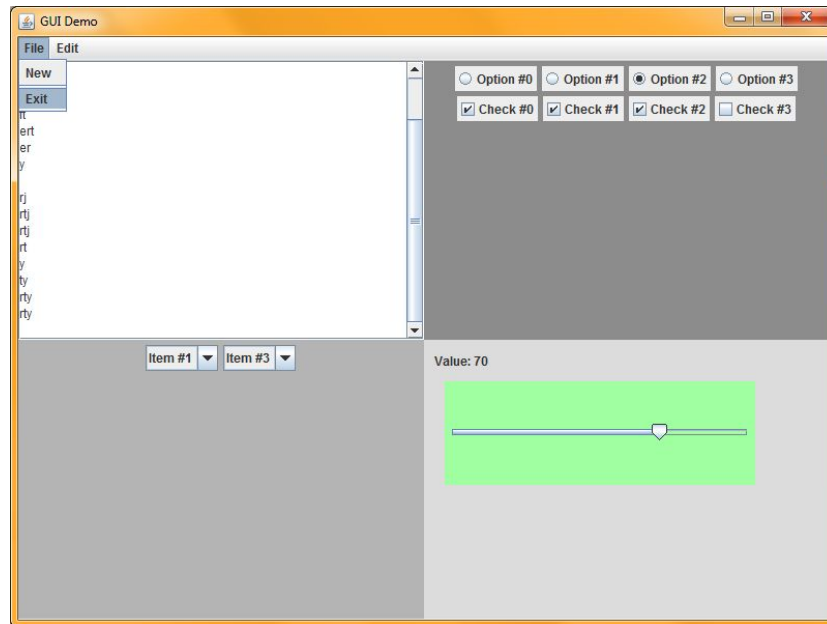 GUI Demo
File Edit
New
Exit
ert
er
y
rj
rtj
rtj
rt
y
ty
rty
rty
Option #0 Option #1 Option #2 Option #3
Check #0 Check #1 Check #2 Check #3
Item #1 Item #3
Value: 70